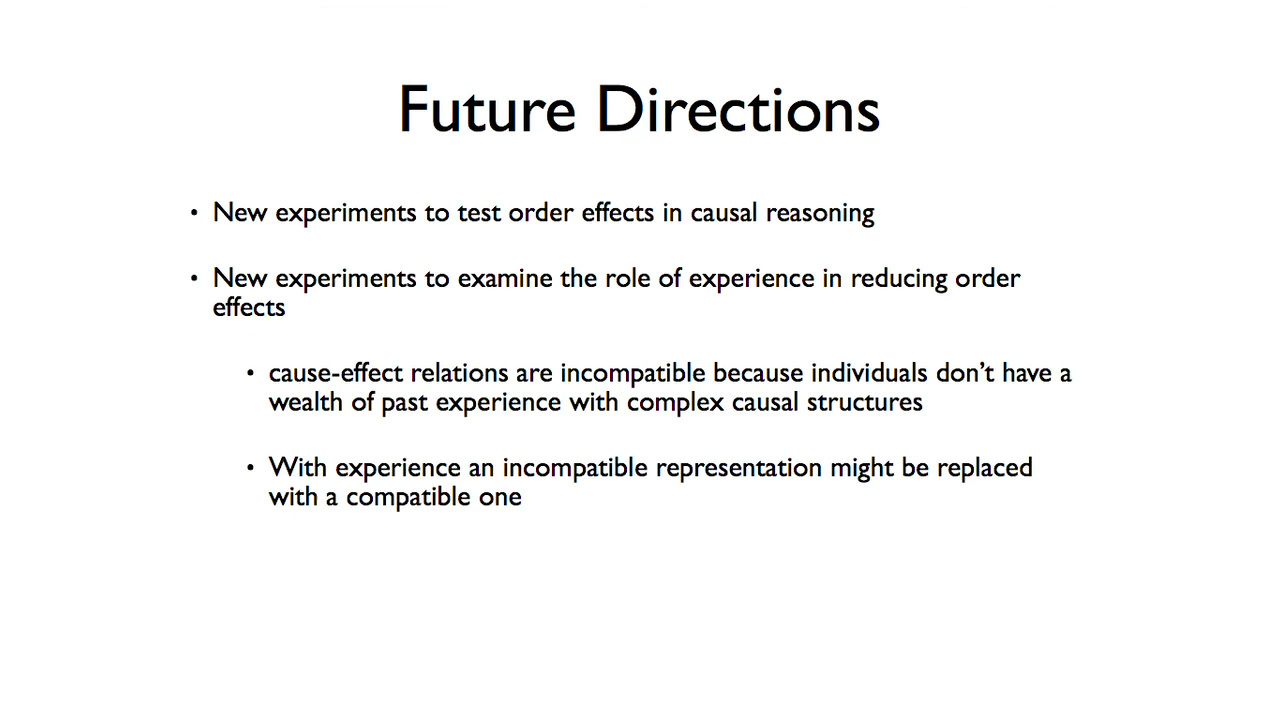 Future Directions
• New experiments to test order effects in causal reasoning
• New experiments to examine the role of experience in reducing order
effects
• cause-effect relations are incompatible because individuals don’t have a
wealth of past experience with complex causal structures
• With experience an incompatible representation might be replaced
with a compatible one